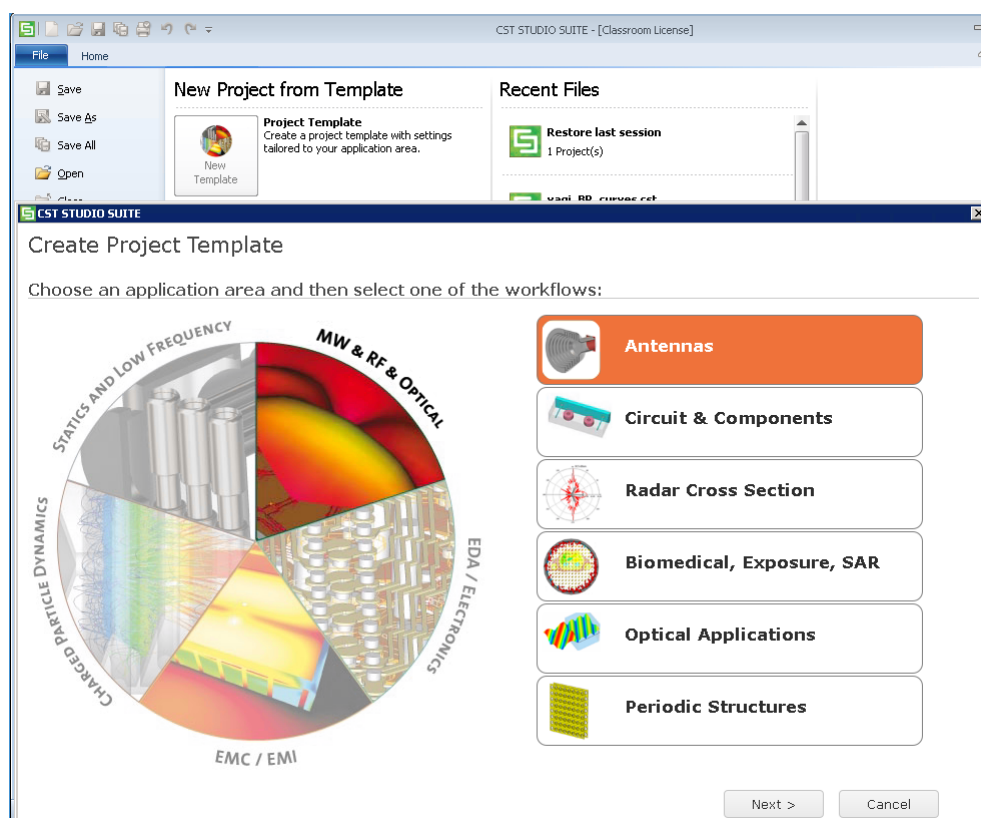 CST STUDIO SUITE - [Classroom License]
File Home
Save
Save As
Save All
Open
New Project from Template
Project Template
Create a project template with settings
tailored to your application area.
New
Template
Recent Files
Restore last session
1 Project(s)
yagi_BP_curves.cst
CST STUDIO SUITE
Create Project Template
Choose an application area and then select one of the workflows:
STATICS AND LOW FREQUENCY
MW & RF & OPTICAL
EDA / ELECTRONICS
EMC / EMI
CHARGED PARTICLE DYNAMICS
Antennas
Circuit & Components
Radar Cross Section
Biomedical, Exposure, SAR
Optical Applications
Periodic Structures
Next >
Cancel